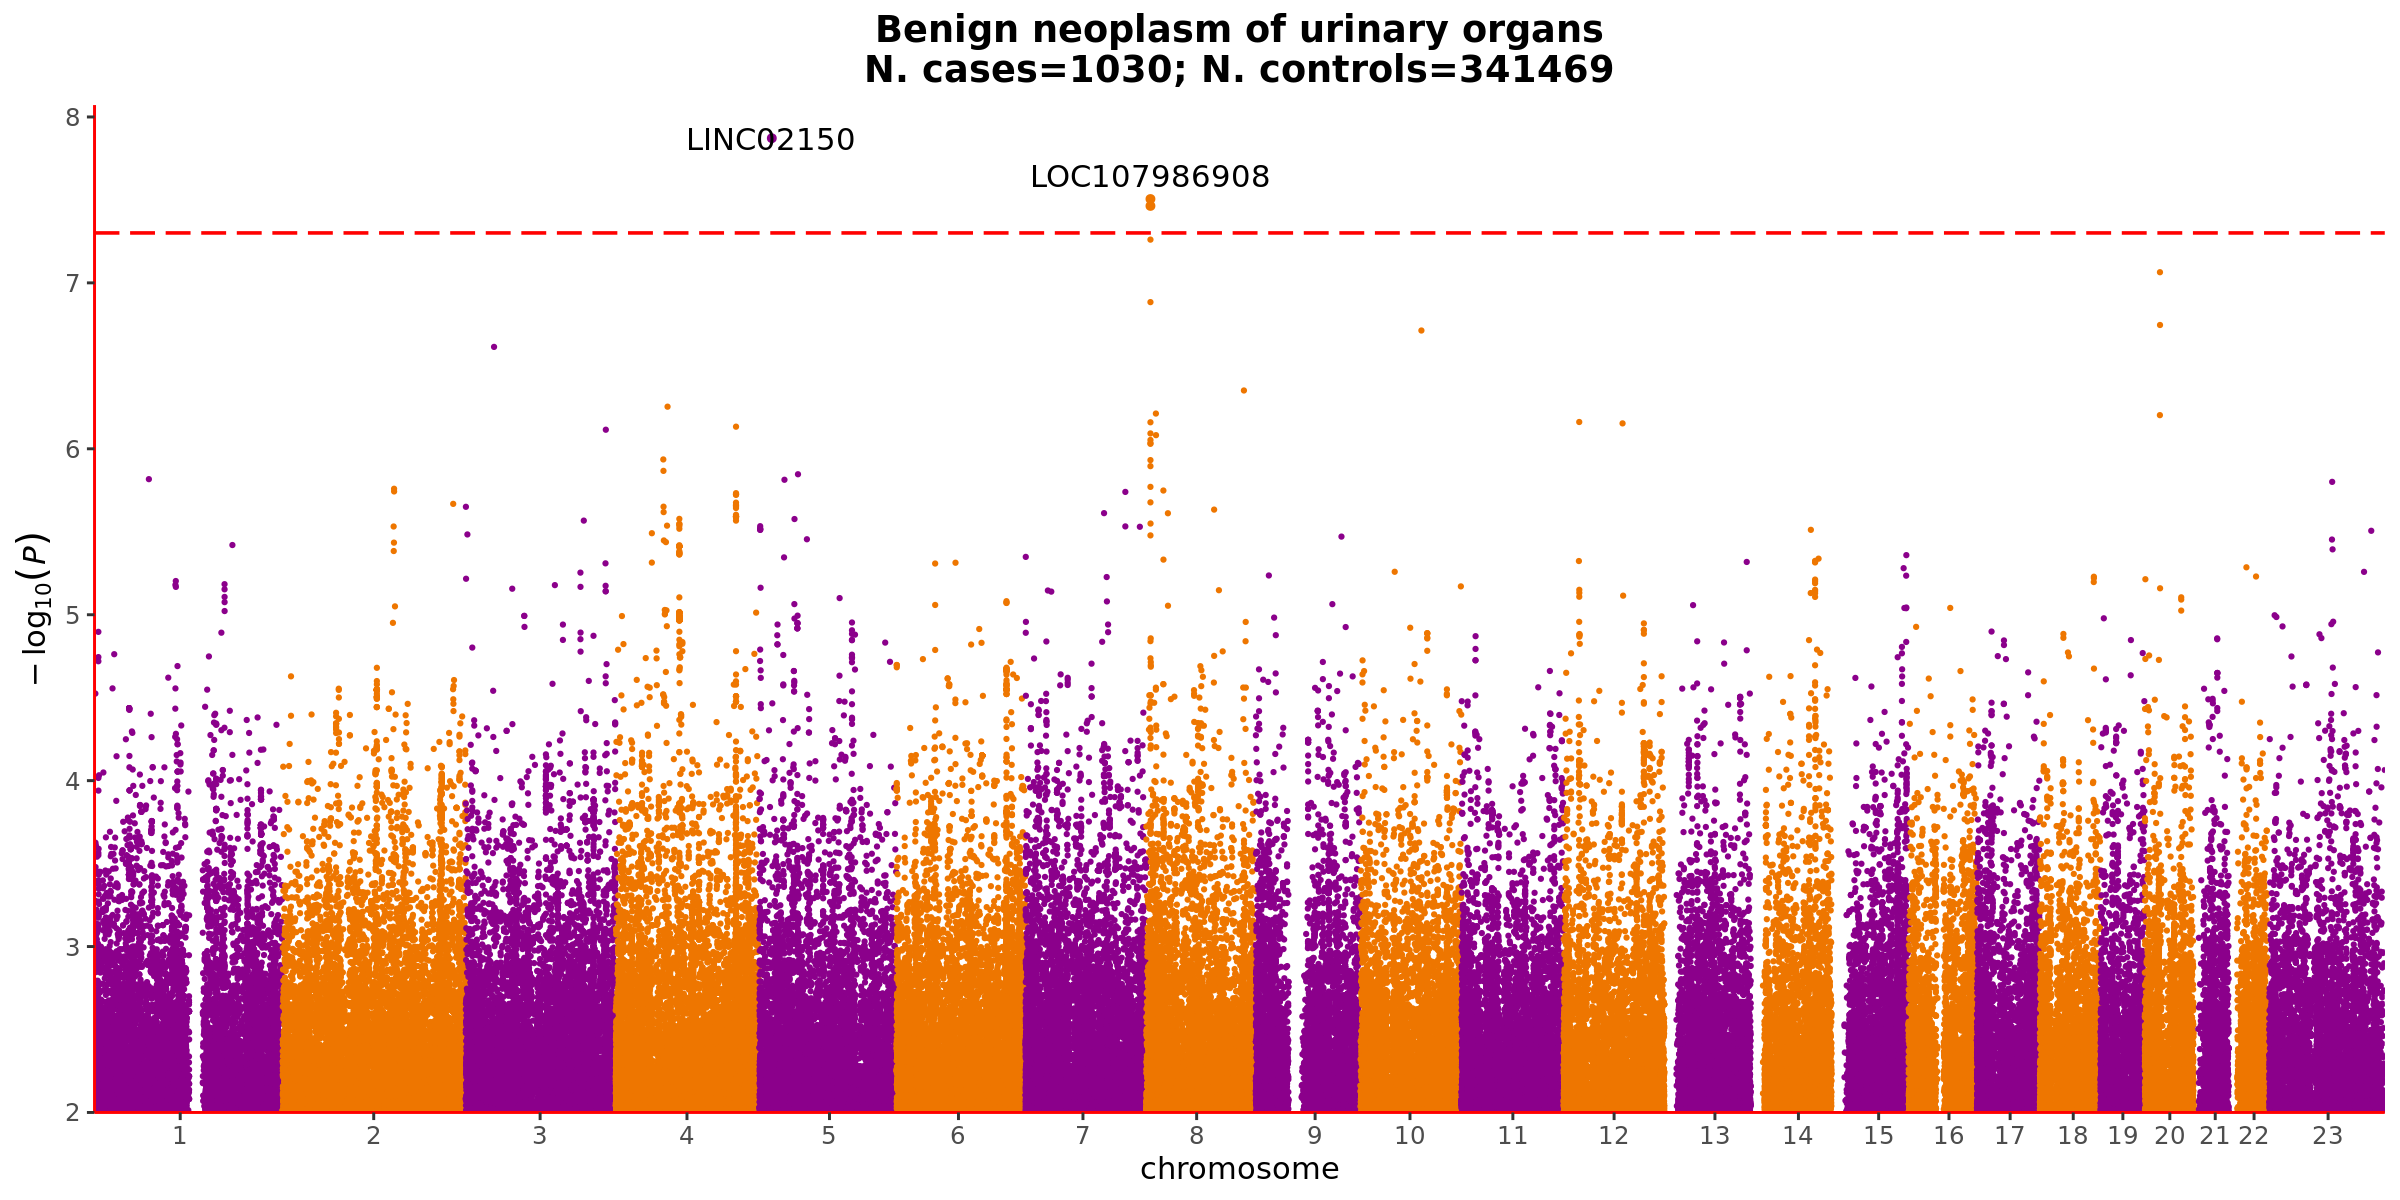 Benign neoplasm of urinary organs
N. cases=1030; N. controls=341469
8
LINC02150
LOC107986908
7
6
5
4
3
2
−log10(P)
1 2 3 4 5 6 7 8 9 10 11 12 13 14 15 16 17 18 19 20 21 22 23
chromosome